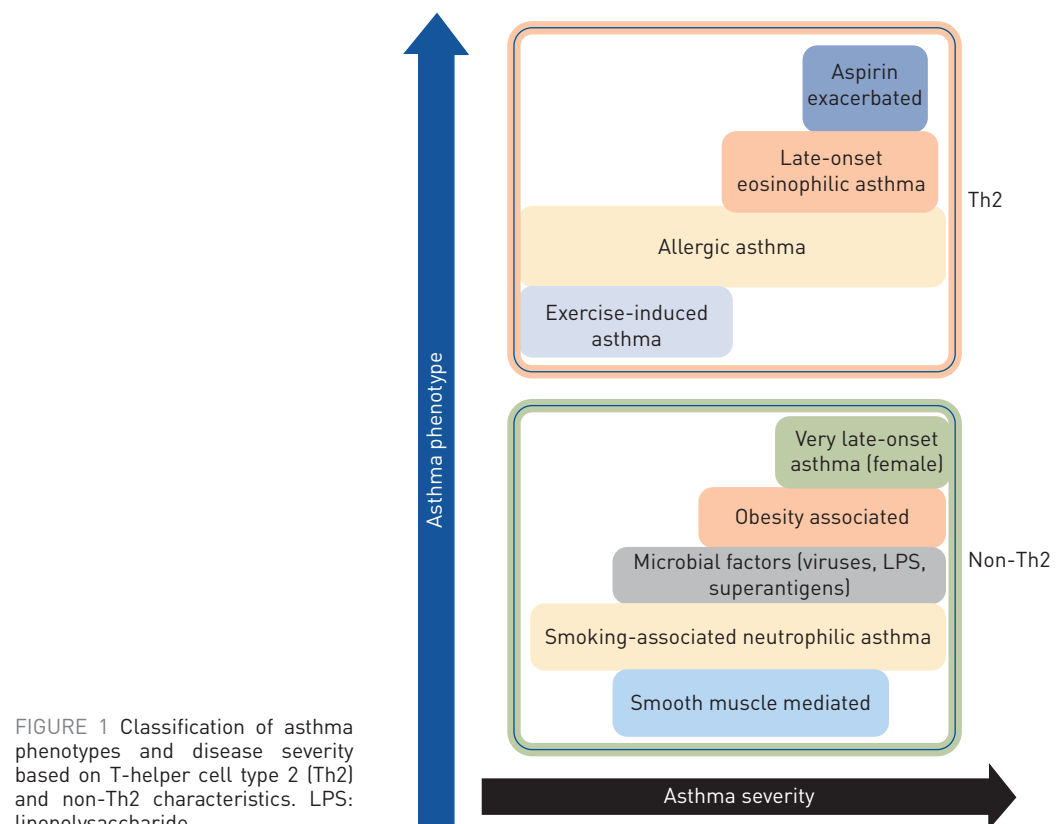 Aspirin
exacerbated
Late-onset
eosinophilic asthma
Th2
Allergic asthma
Exercise-induced
asthma
Asthma phenotype
Very late-onset
asthma (female)
Obesity associated
Microbial factors (viruses, LPS,
superantigens)
Non-Th2
Smoking-associated neutrophilic asthma
Smooth muscle mediated
Asthma severity
FIGURE 1 Classification of asthma
phenotypes and disease severity
based on T-helper cell type 2 (Th2)
and non-Th2 characteristics. LPS:
lipopolysaccharide